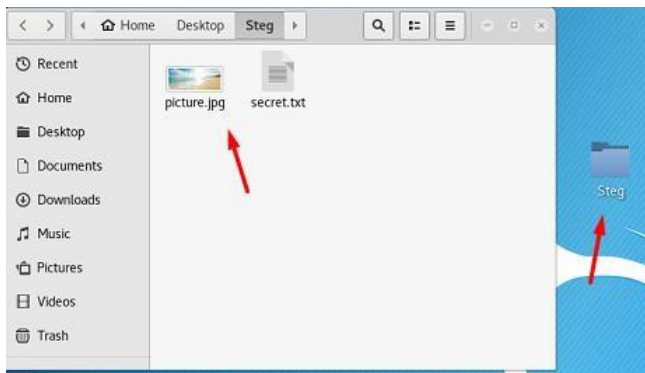 Home Desktop Steg
Recent
Home
Desktop
Documents
Downloads
Music
Pictures
Videos
Trash
picture.jpg secret.txt
Steg